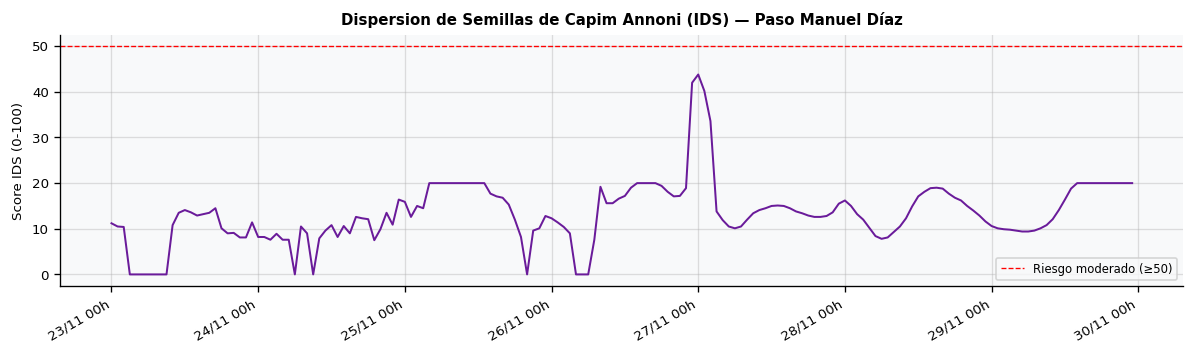 Dispersion de Semillas de Capim Annoni (IDS) — Paso Manuel Díaz
Score IDS (0-100)
50
40
30
20
10
0
Riesgo moderado (≥50)
23/11 00h
24/11 00h
25/11 00h
26/11 00h
27/11 00h
28/11 00h
29/11 00h
30/11 00h